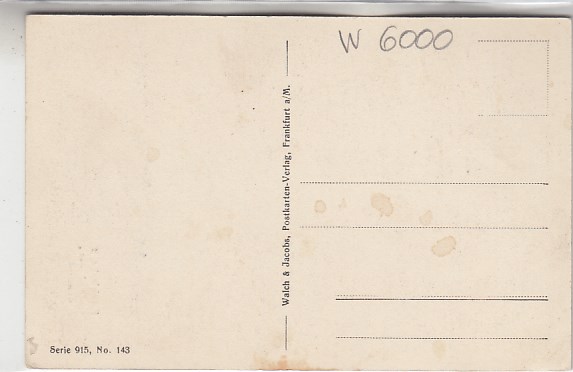 W 6000
Walch & Jacobs, Postkarten-Verlag, Frankfurt a/M.
Serie 915, No. 143